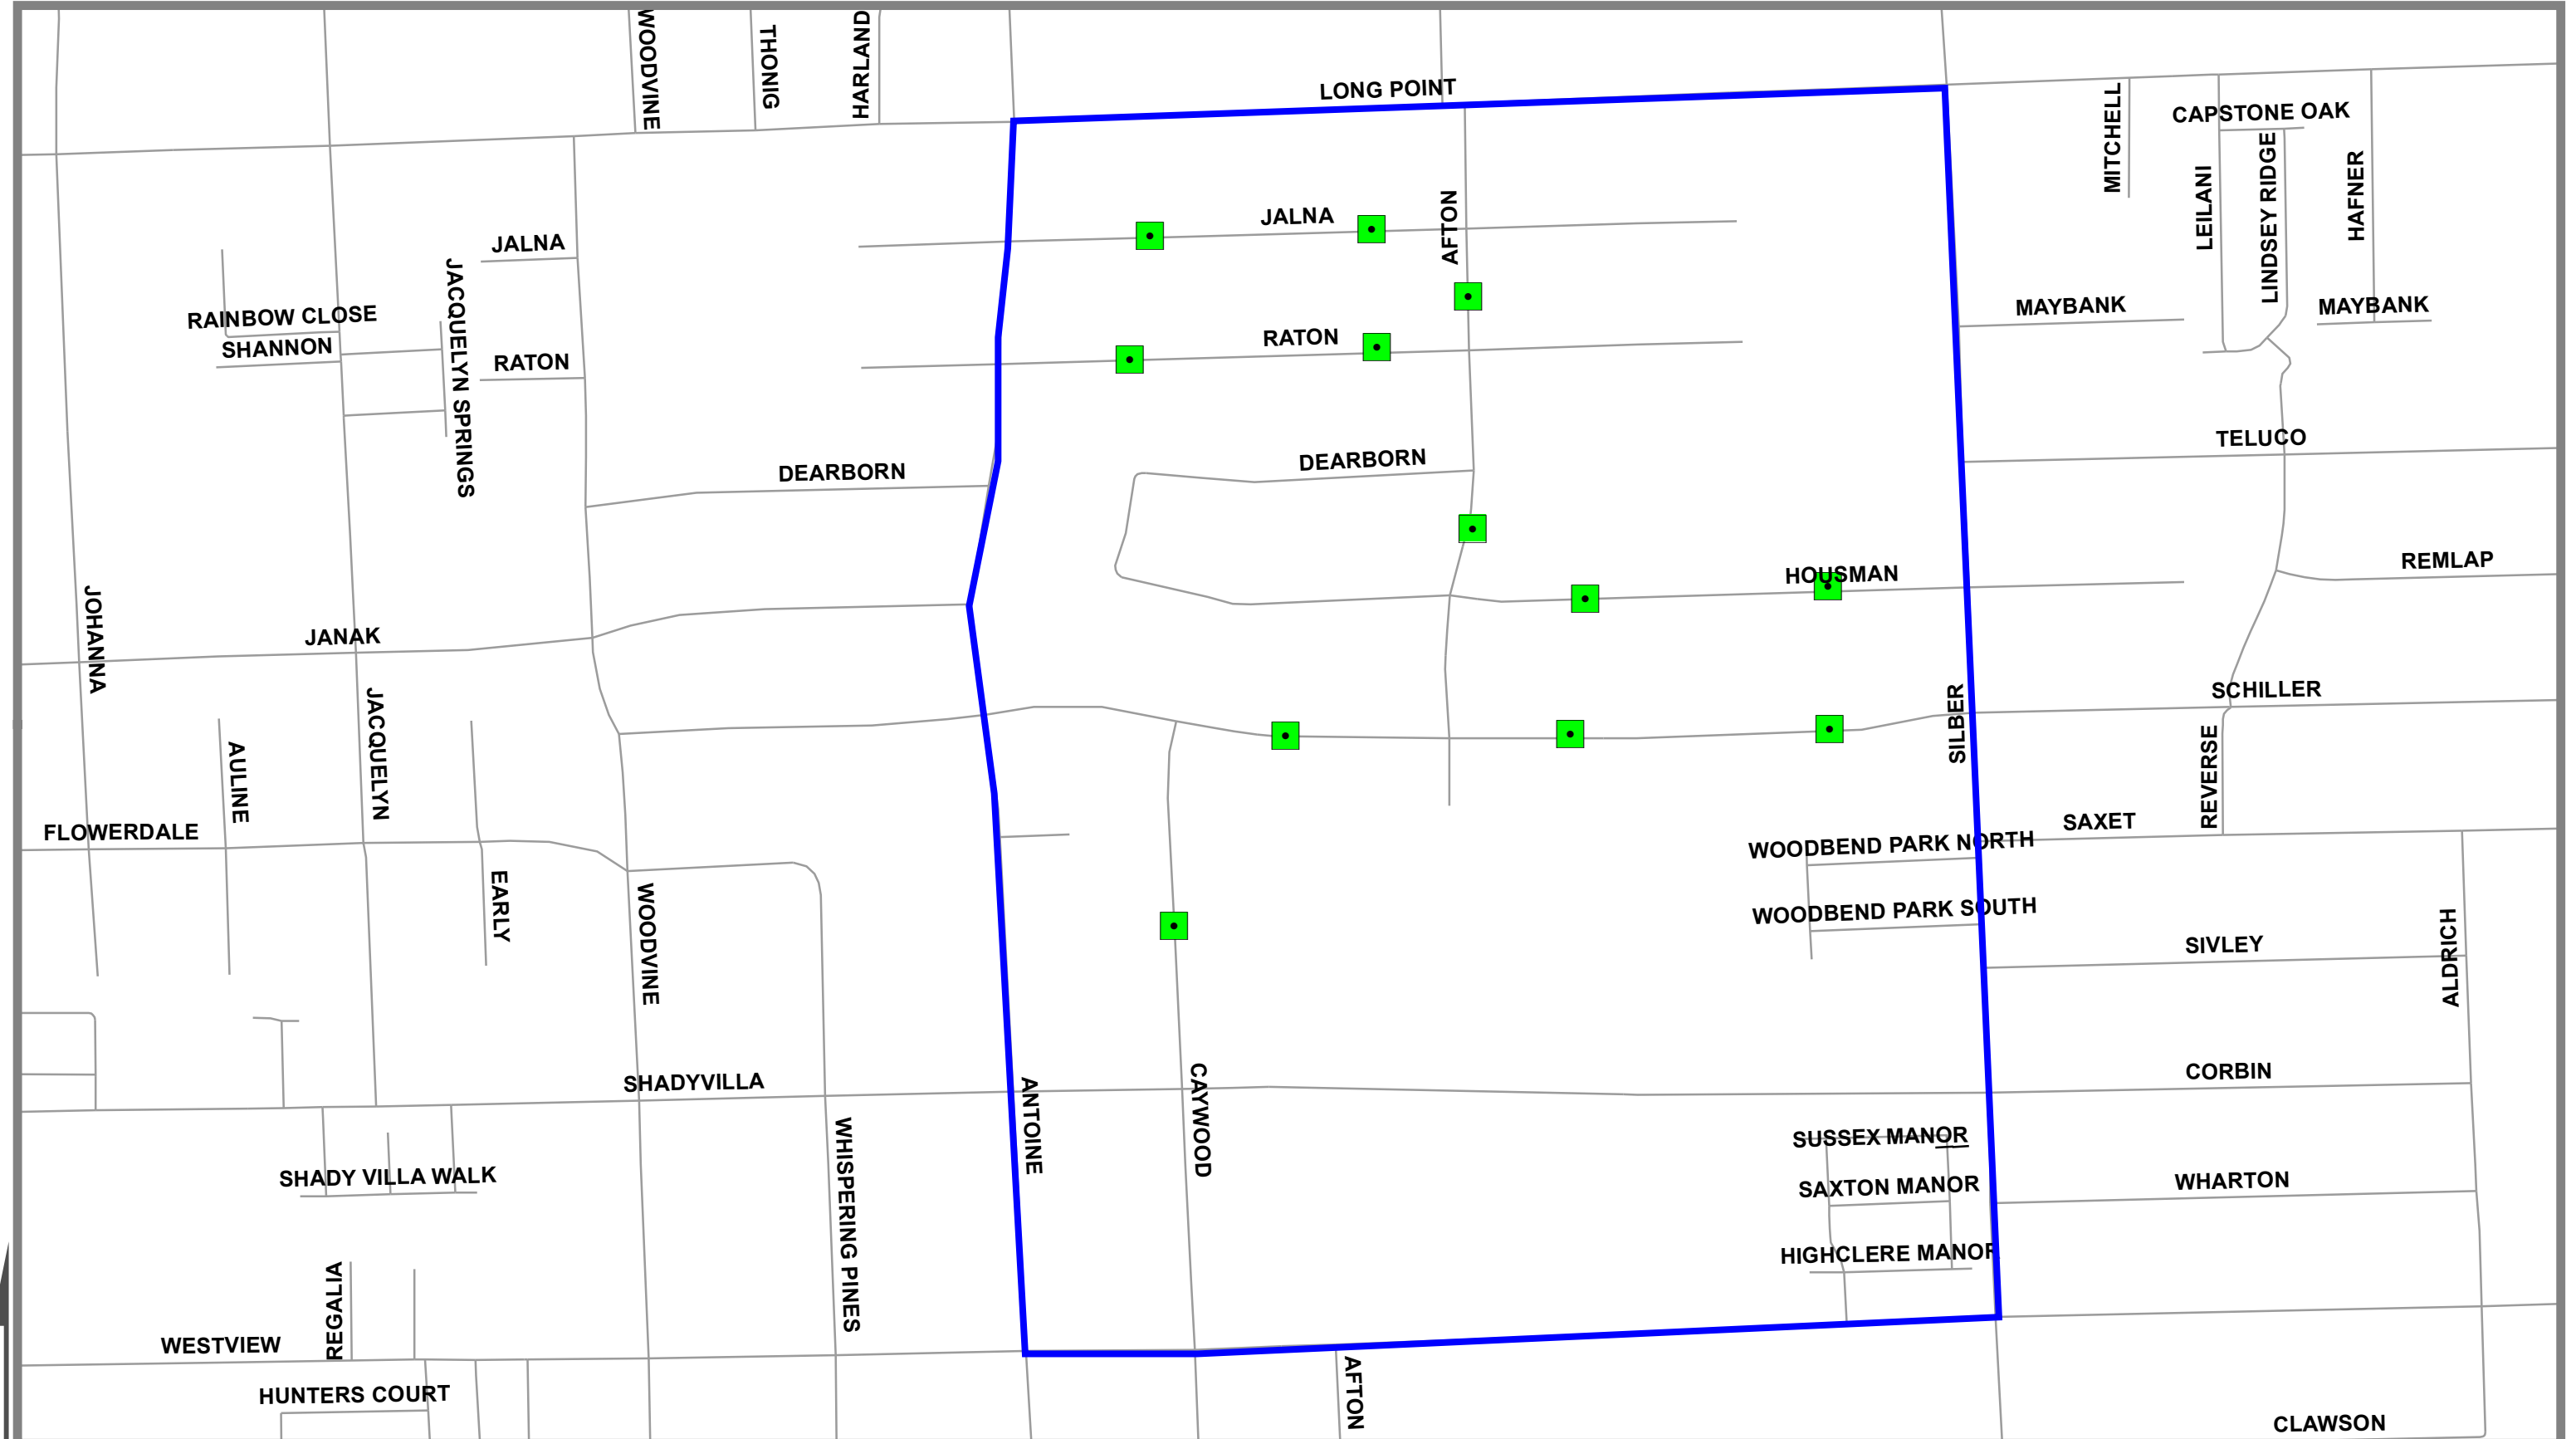 WOODVINE
THONIG
HARLAND
LONG POINT
MITCHELL
CAPSTONE OAK
LEILANI
LINDSEY RIDGE
HAFNER
JALNA
JALNA
AFTON
RAINBOW CLOSE
SHANNON
JACQUELYN SPRINGS
RATON
RATON
MAYBANK
MAYBANK
DEARBORN
DEARBORN
TELUCO
HOUSMAN
REMLAP
JOHANNA
JANAK
JACQUELYN
SILBER
SCHILLER
AULINE
REVERSE
FLOWERDALE
SAXET
WOODBEND PARK NORTH
EARLY
WOODVINE
WOODBEND PARK SOUTH
SIVLEY
ALDRICH
SHADYVILLA
ANTOINE
CAYWOOD
CORBIN
WHISPERING PINES
SUSSEX MANOR
SHADY VILLA WALK
SAXTON MANOR
WHARTON
REGALIA
HIGHCLERE MANOR
WESTVIEW
AFTON
HUNTERS COURT
CLAWSON